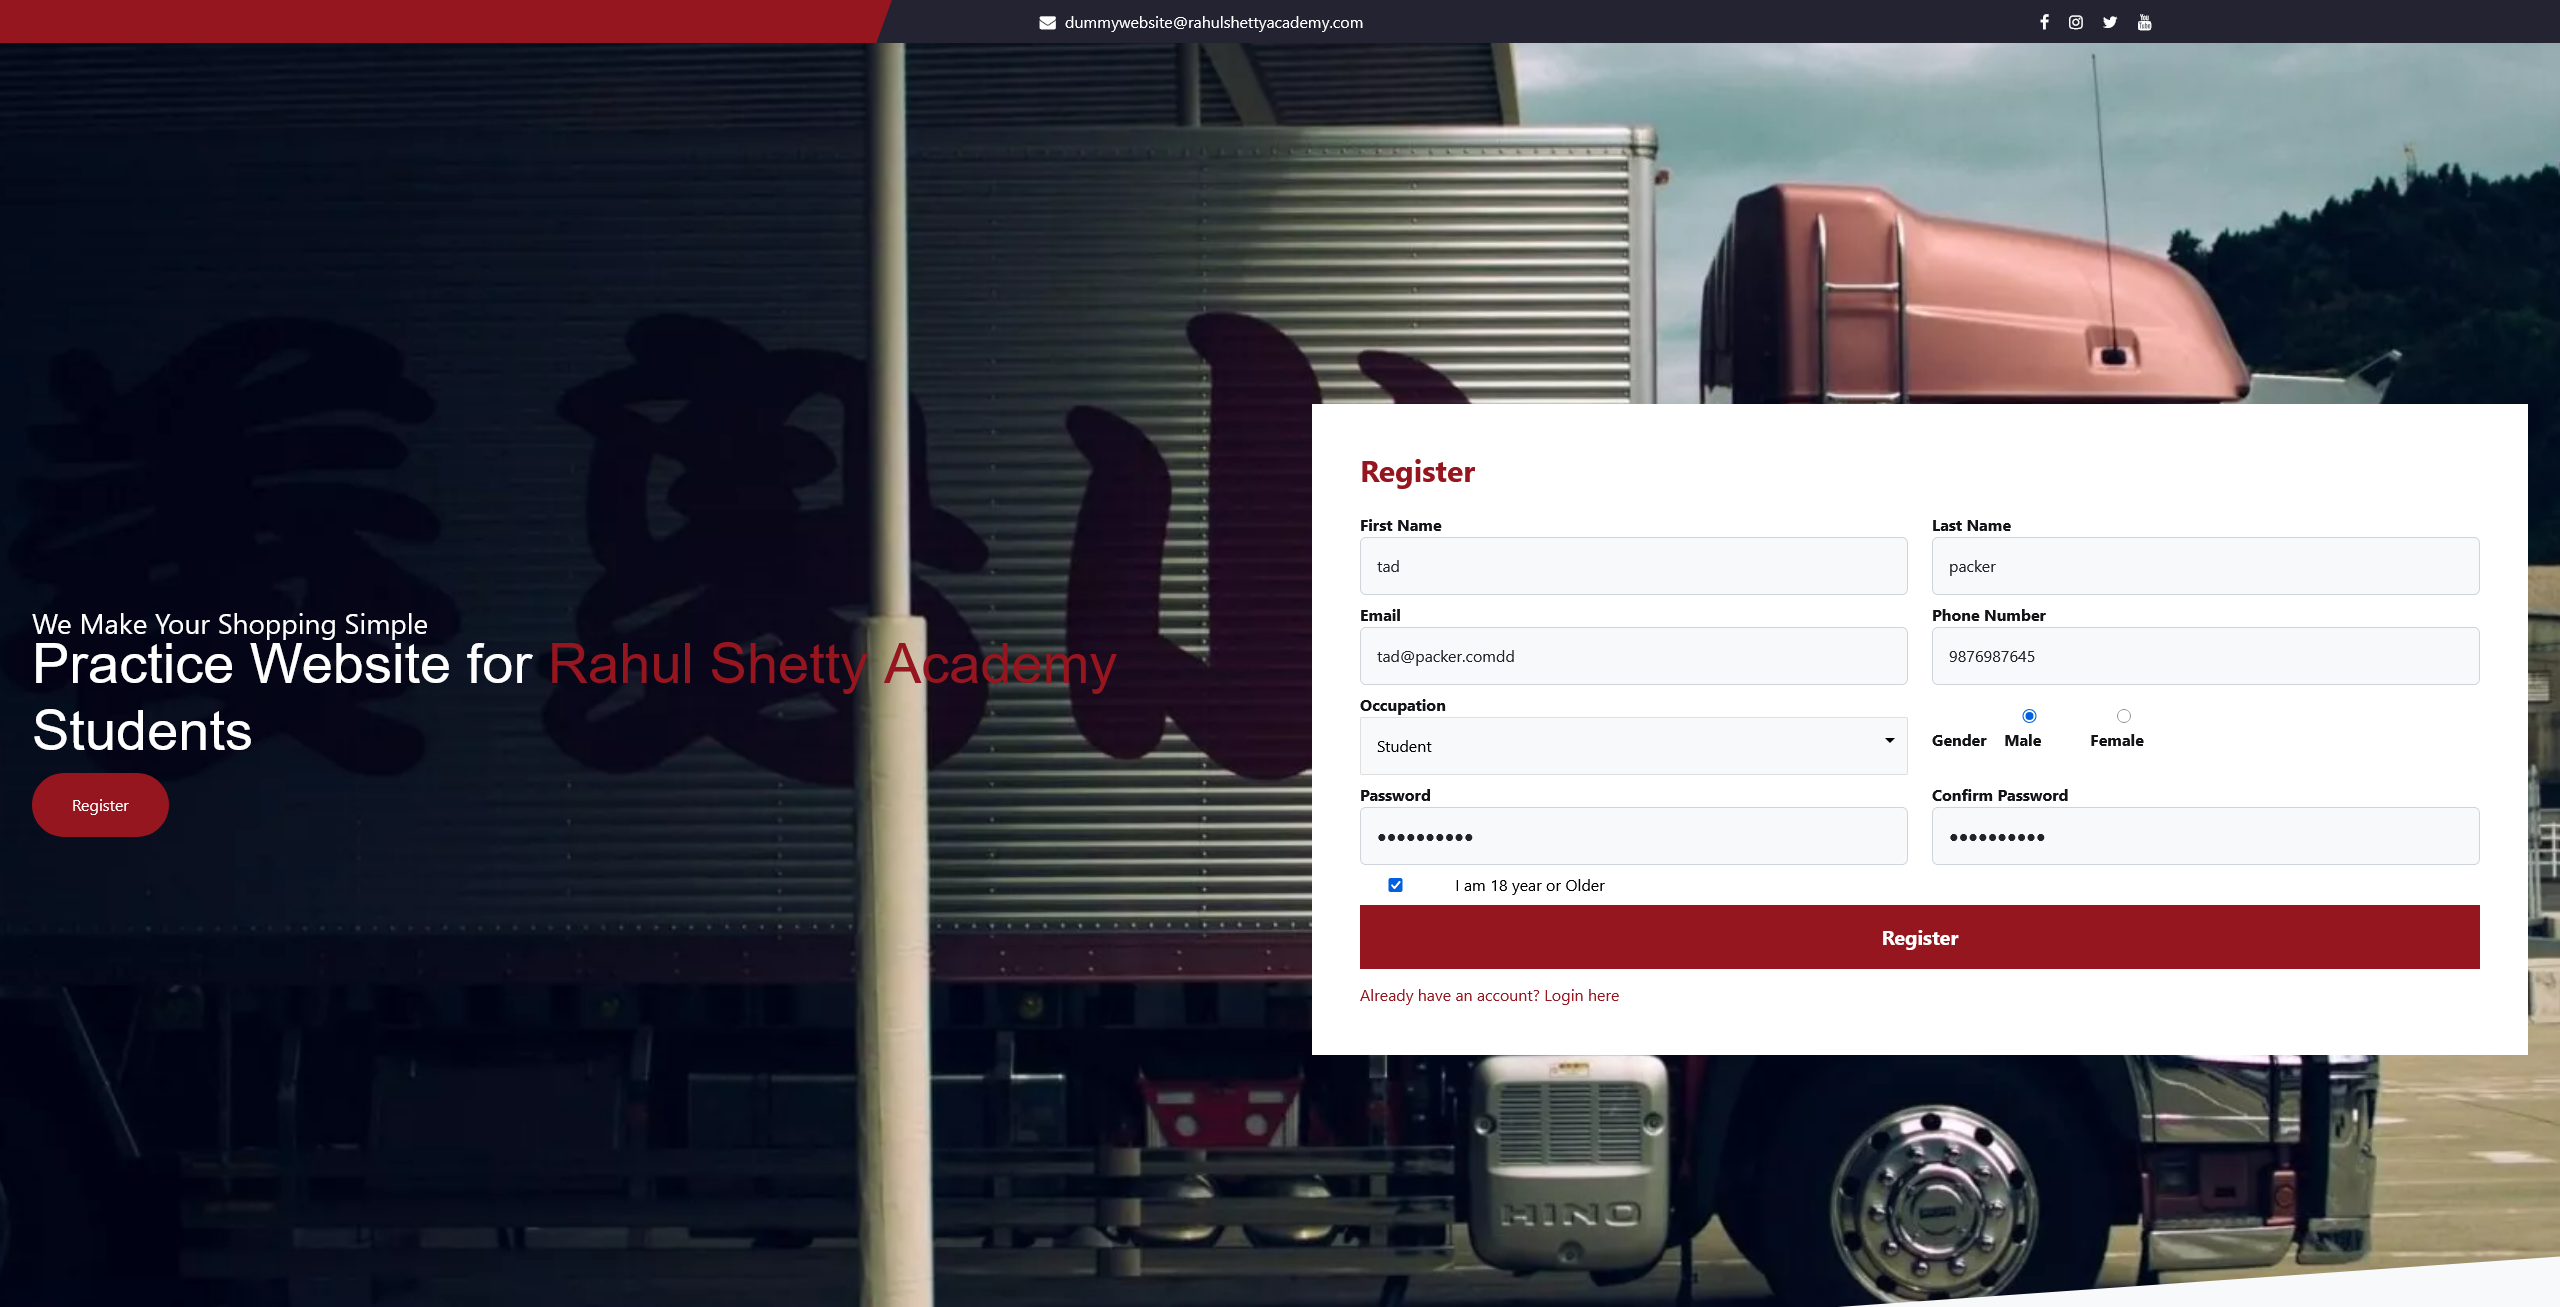 dummywebsite@rahulshettyacademy.com
We Make Your Shopping Simple
Practice Website for Rahul Shetty Academy
Students
Register
Register
First Name
Last Name
tad
packer
Email
Phone Number
tad@packer.comdd
9876987645
Occupation
Student
Gender Male Female
Password
Confirm Password
••••••••••
••••••••••
I am 18 year or Older
Register
Already have an account? Login here
HINO